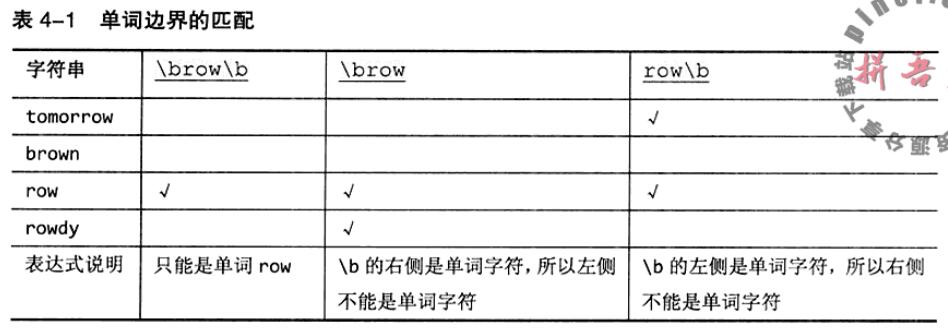 表 4-1 单词边界的匹配
字符串 \brow\b \brow row\b
tomorrow √
brown
row √ √ √
rowdy √
表达式说明 只能是单词 row \b 的右侧是单词字符，所以左侧不能是单词字符 \b 的左侧是单词字符，所以右侧不能是单词字符
拼吾
下载站